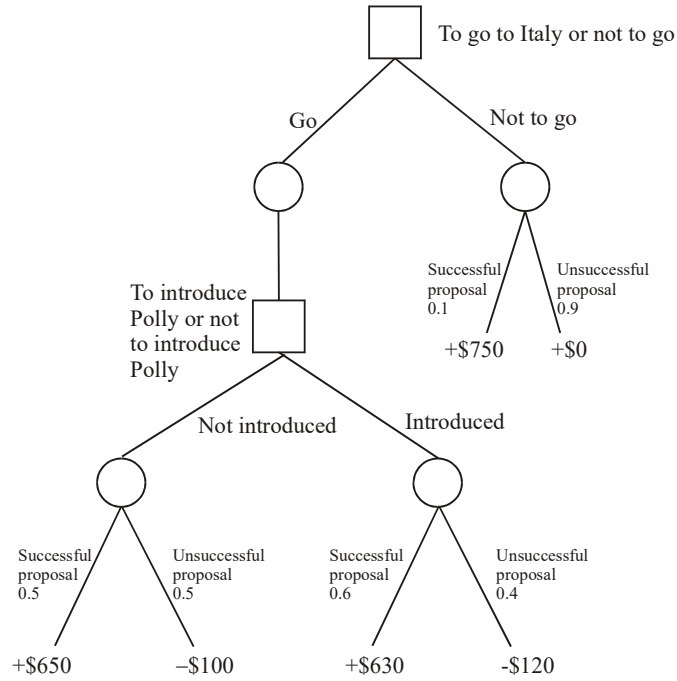 To go to Italy or not to go
Go
Not to go
Successful
proposal
0.1
Unsuccessful
proposal
0.9
+$750
+$0
To introduce
Polly or not
to introduce
Polly
Not introduced
Introduced
Successful
proposal
0.5
Unsuccessful
proposal
0.5
Successful
proposal
0.6
Unsuccessful
proposal
0.4
+$650
–$100
+$630
-$120